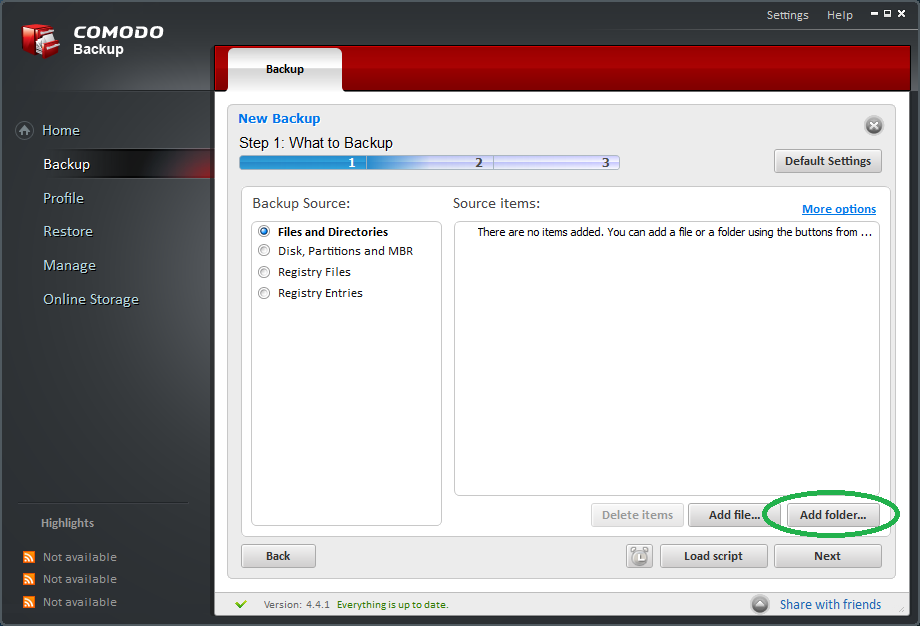 Settings Help
COMODO
Backup
Backup
Home
Backup
Profile
Restore
Manage
Online Storage
New Backup
Step 1: What to Backup
1 2 3
Default Settings
Backup Source:
Source items:
More options
Files and Directories
Disk, Partitions and MBR
Registry Files
Registry Entries
There are no items added. You can add a file or a folder using the buttons from ...
Delete items
Add file...
Add folder...
Back
Load script
Next
Highlights
Not available
Not available
Not available
Version: 4.4.1 Everything is up to date.
Share with friends